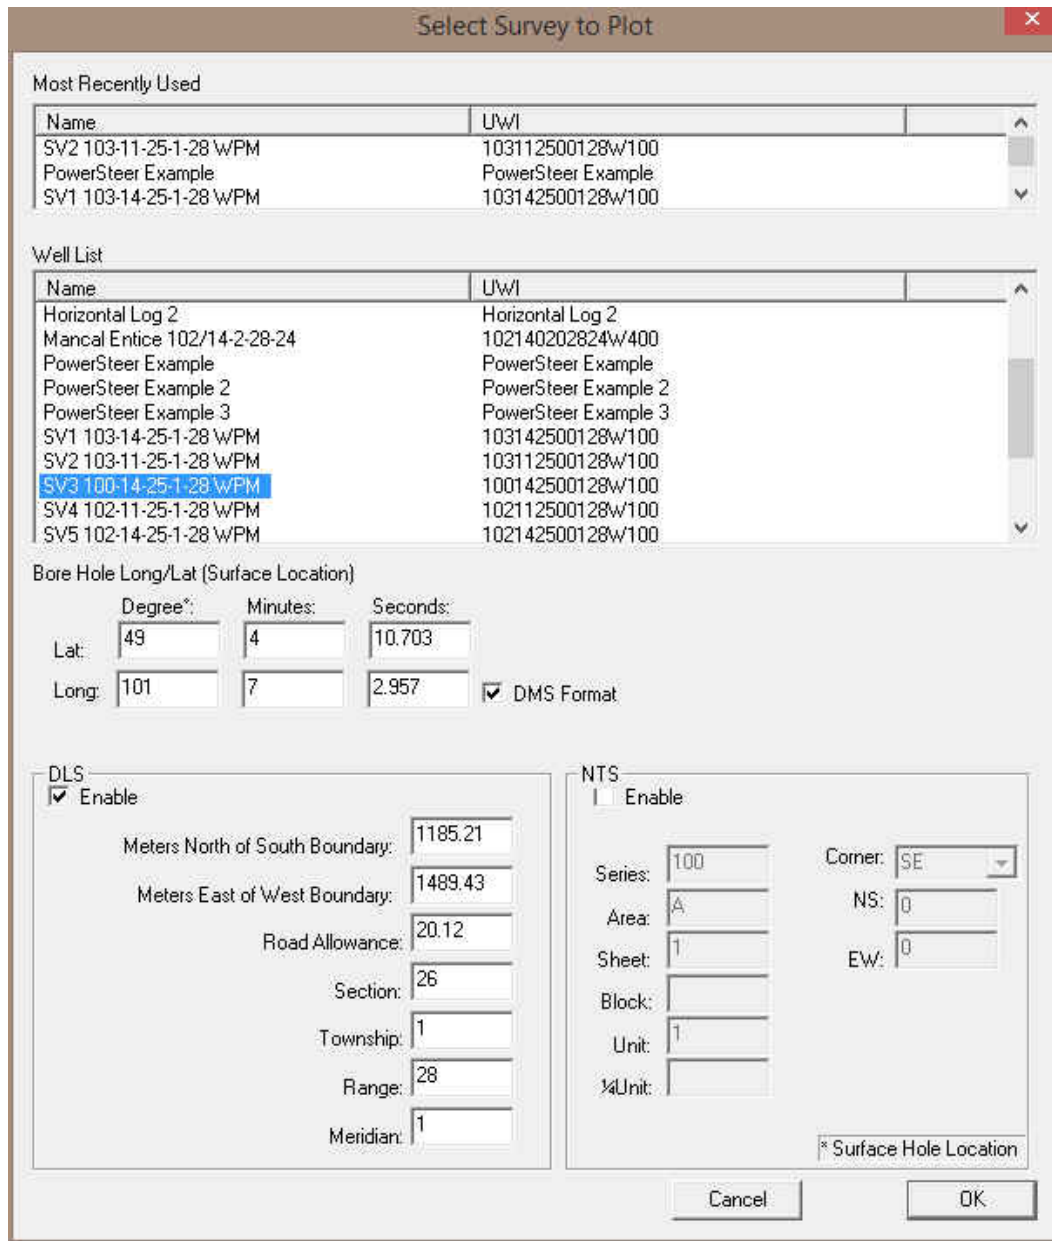 Select Survey to Plot
Most Recently Used
Name UWI
SV2 103-11-25-1-28 WPM 103112500128W100
PowerSteer Example PowerSteer Example
SV1 103-14-25-1-28 WPM 103142500128W100
Well List
Name UWI
Horizontal Log 2 Horizontal Log 2
Mancal Entice 102/14-2-28-24 102140202824W400
PowerSteer Example PowerSteer Example
PowerSteer Example 2 PowerSteer Example 2
PowerSteer Example 3 PowerSteer Example 3
SV1 103-14-25-1-28 WPM 103142500128W100
SV2 103-11-25-1-28 WPM 103112500128W100
SV3 100-14-25-1-28 WPM 100142500128W100
SV4 102-11-25-1-28 WPM 102112500128W100
SV5 102-14-25-1-28 WPM 102142500128W100
Bore Hole Long/Lat (Surface Location)
Degree*: Minutes: Seconds:
Lat: 49 4 10.703
Long: 101 7 2.957 DMS Format
DLS
Enable
Meters North of South Boundary: 1185.21
Meters East of West Boundary: 1489.43
Road Allowance: 20.12
Section: 26
Township: 1
Range: 28
Meridian: 1
NTS
Enable
Series: 100 Corner: SE
Area: A NS: 0
Sheet: 1 EW: 0
Block:
Unit: 1
¼Unit:
* Surface Hole Location
Cancel OK